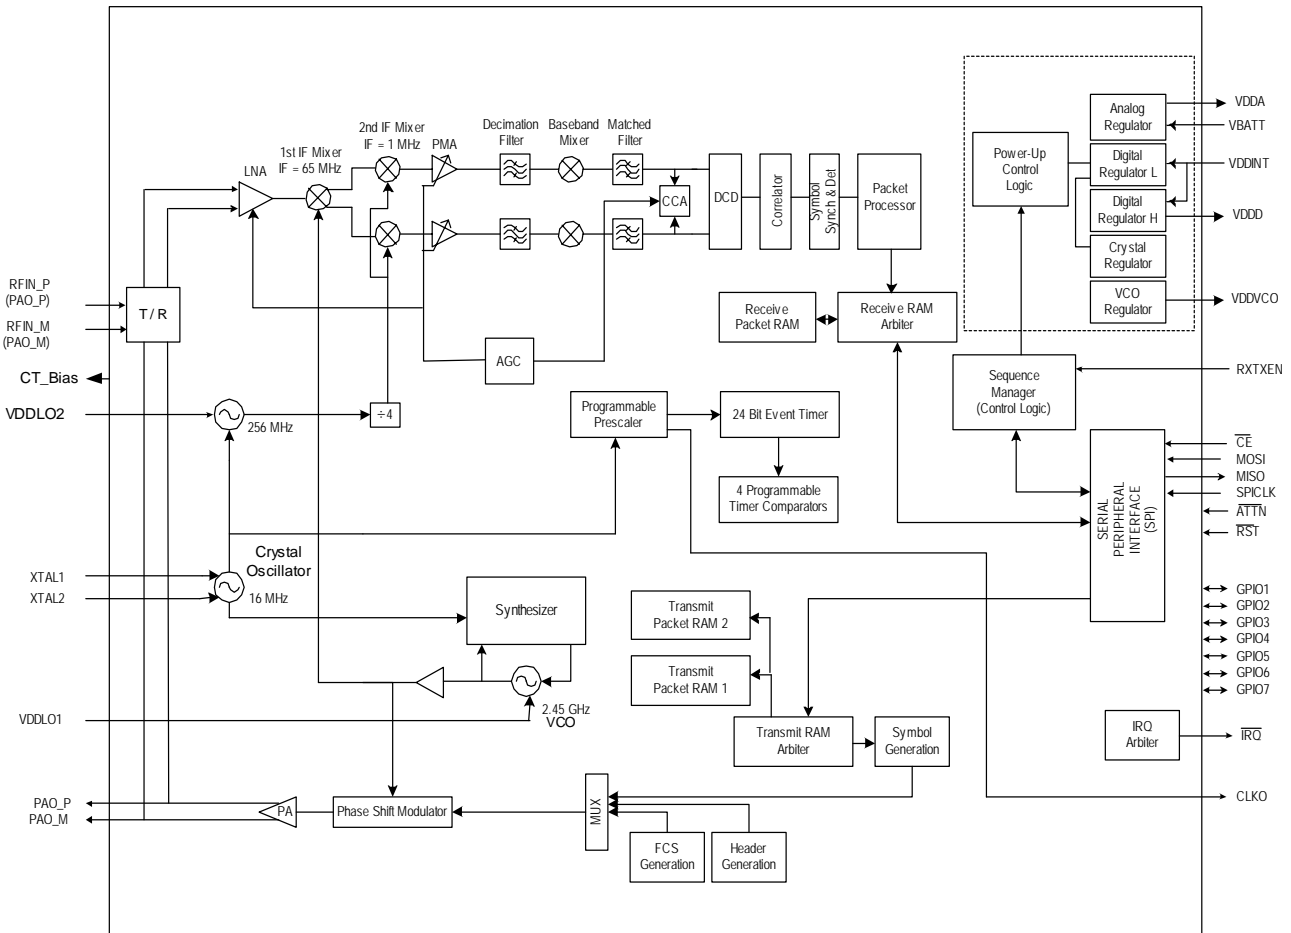 Analog
Regulator
VDDA
VBATT
2nd IF Mixer
IF = 1 MHz
PMA
Decimation
Filter
Baseband
Mixer
Matched
Filter
1st IF Mixer
IF = 65 MHz
LNA
Power-Up
Control
Logic
Digital
Regulator L
VDDINT
Digital
Regulator H
VDDD
Crystal
Regulator
VCO
Regulator
VDDVCO
CCA
DCD
Correlator
Symbol
Synch & Det
Packet
Processor
RFIN_P
(PAO_P)
RFIN_M
(PAO_M)
T / R
Receive
Packet RAM
Receive RAM
Arbiter
AGC
CT_Bias
Sequence
Manager
(Control Logic)
RXTXEN
VDDLO2
256 MHz
÷4
Programmable
Prescaler
24 Bit Event Timer
4 Programmable
Timer Comparators
SERIAL
PERIPHERAL
INTERFACE
(SPI)
CE
MOSI
MISO
SPICLK
ATTN
RST
Crystal
Oscillator
16 MHz
XTAL1
XTAL2
Synthesizer
Transmit
Packet RAM 2
Transmit
Packet RAM 1
GPIO1
GPIO2
GPIO3
GPIO4
GPIO5
GPIO6
GPIO7
VDDLO1
2.45 GHz
VCO
Transmit RAM
Arbiter
Symbol
Generation
IRQ
Arbiter
IRQ
PAO_P
PAO_M
PA
Phase Shift Modulator
MUX
CLKO
FCS
Generation
Header
Generation